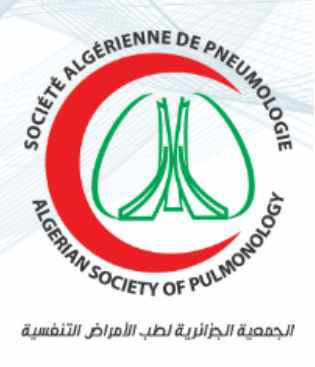 SOCIÉTÉ ALGÉRIENNE DE PNEUMOLOGIE
ALGERIAN SOCIETY OF PULMONOLOGY
الجمعية الجزائرية لطب الأمراض التنفسية